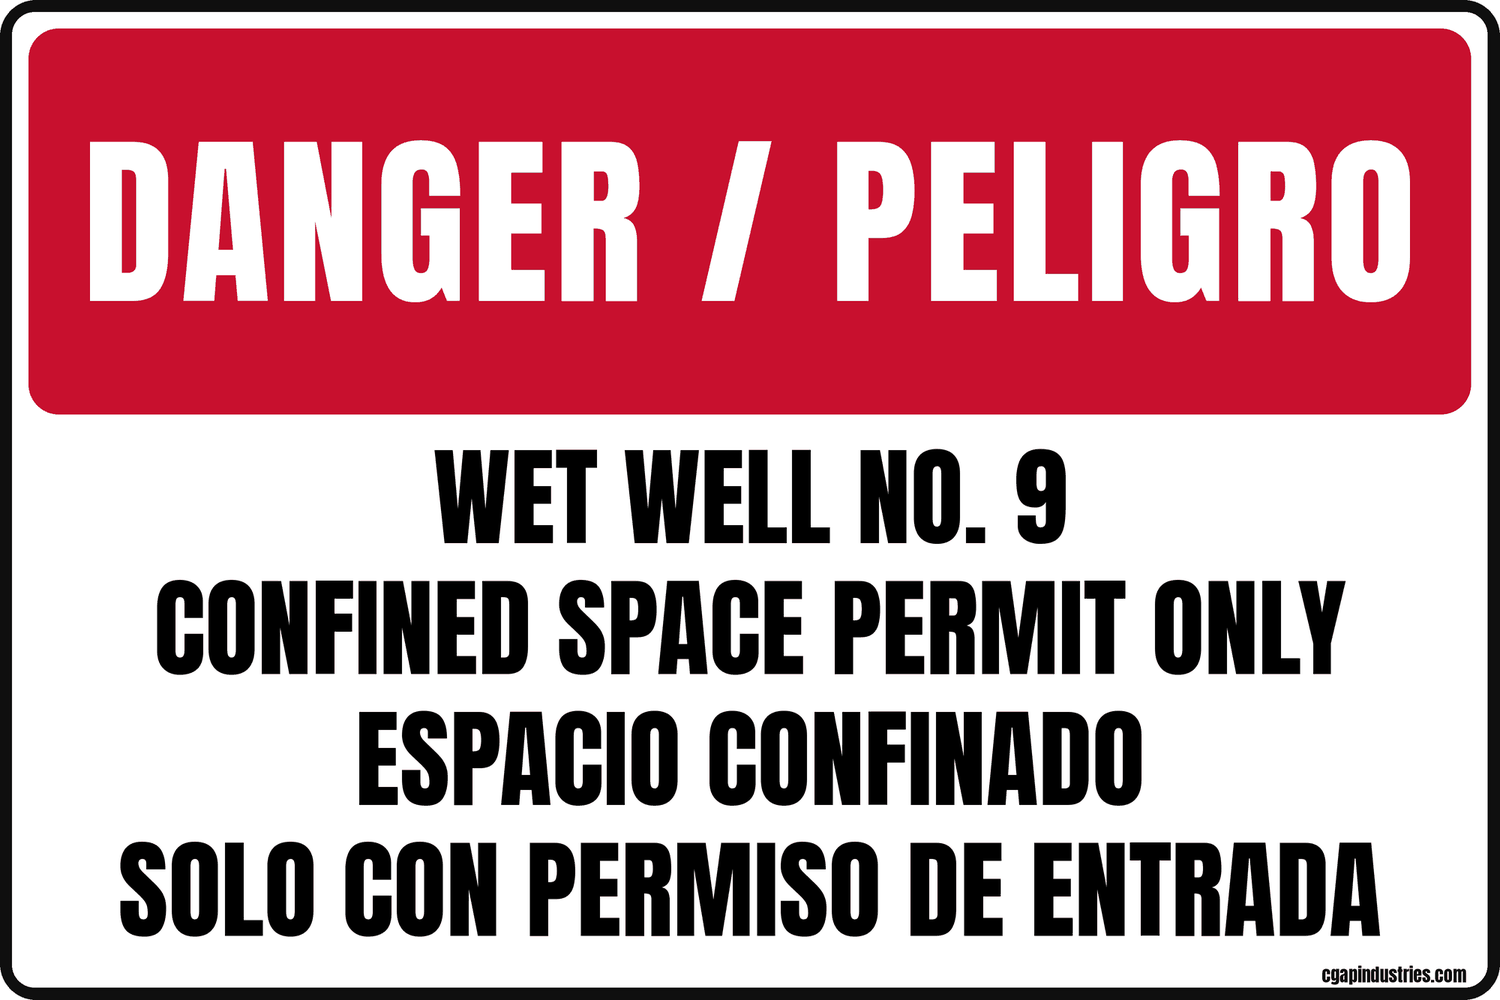 DANGER / PELIGRO
WET WELL NO. 9
CONFINED SPACE PERMIT ONLY
ESPACIO CONFINADO
SOLO CON PERMISO DE ENTRADA
cgapindustries.com